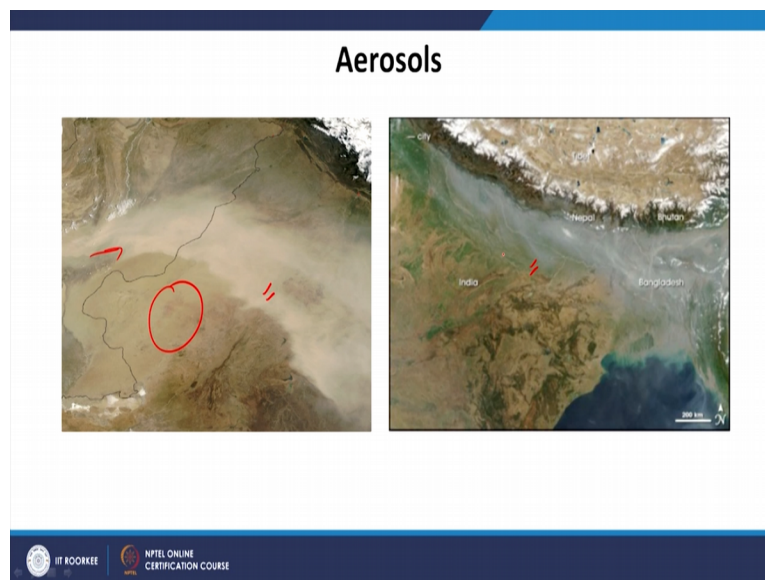 Aerosols
city
Nepal
Bhutan
India
Bangladesh
200 km
N
IIT ROORKEE
NPTEL ONLINE
CERTIFICATION COURSE